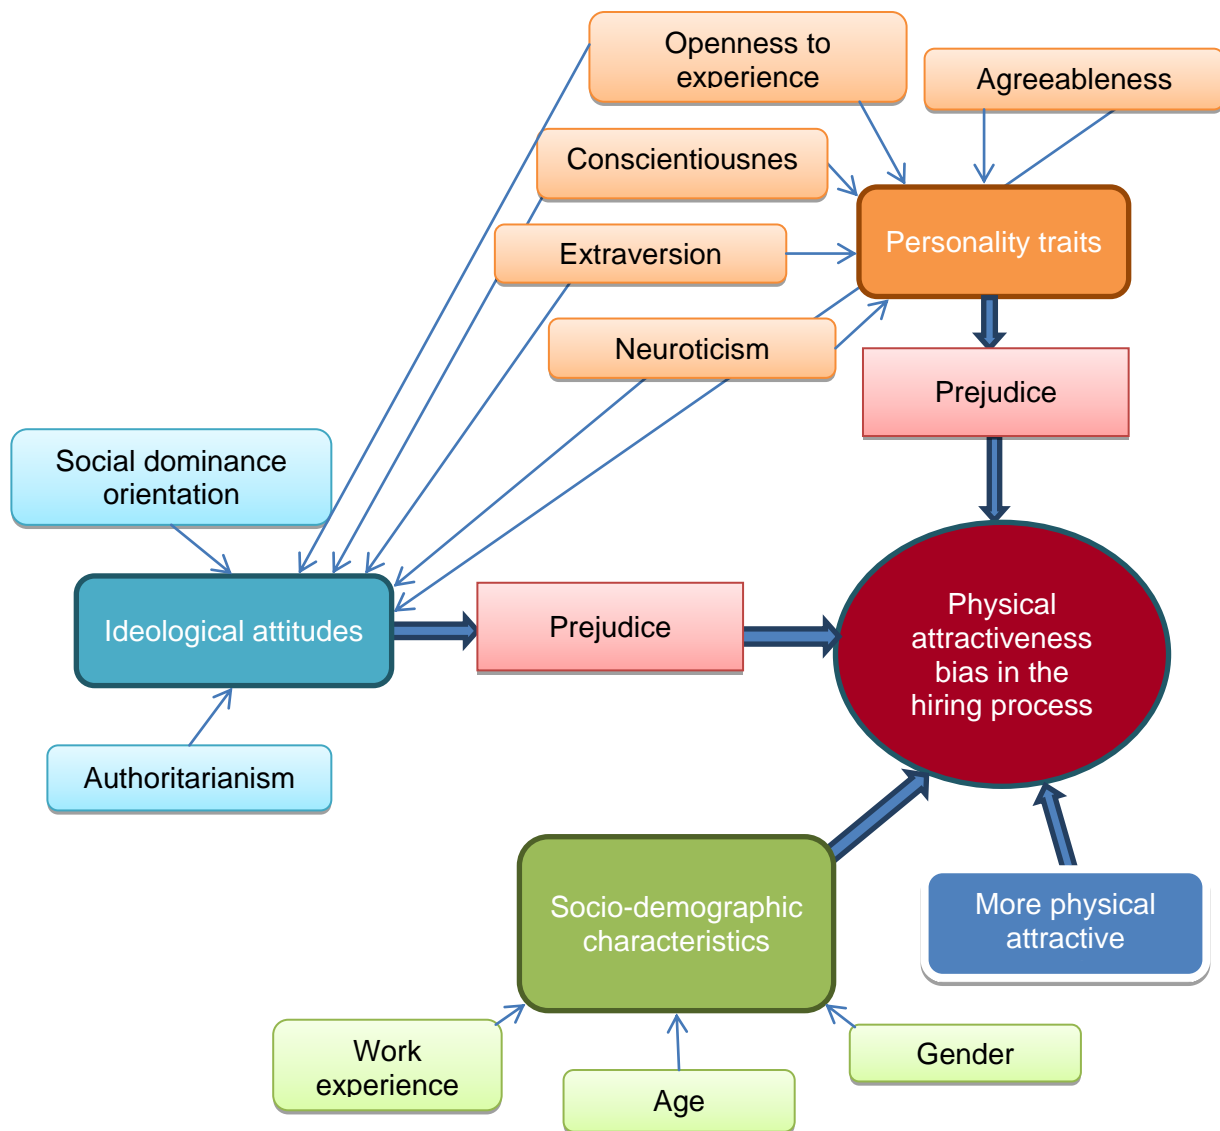 Openness to
experience
Agreeableness
Conscientiousnes
Personality traits
Extraversion
Neuroticism
Prejudice
Social dominance
orientation
Ideological attitudes
Prejudice
Physical
attractiveness
bias in the
hiring process
Authoritarianism
Socio-demographic
characteristics
More physical
attractive
Work
experience
Age
Gender